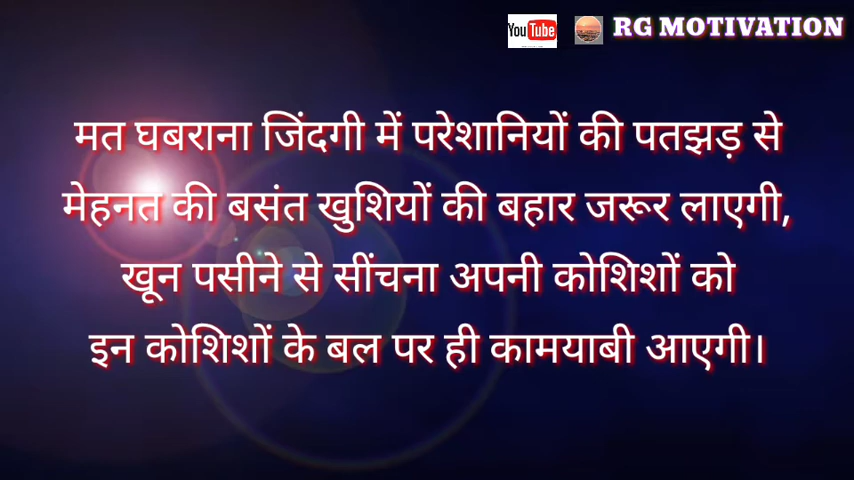 YouTube RG MOTIVATION
मत घबराना जिंदगी में परेशानियों की पतझड़ से
मेहनत की बसंत खुशियों की बहार जरूर लाएगी,
खून पसीने से सींचना अपनी कोशिशों को
इन कोशिशों के बल पर ही कामयाबी आएगी।